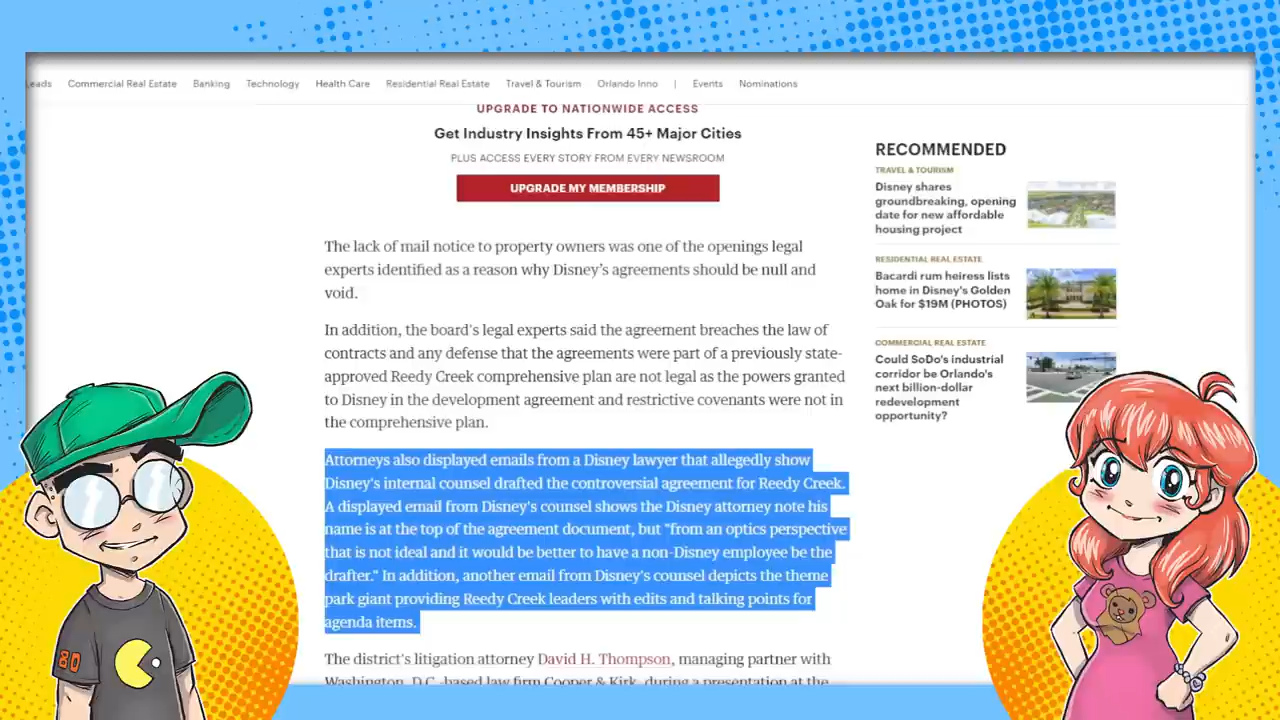 Leads Commercial Real Estate Banking Technology Health Care Residential Real Estate Travel & Tourism Orlando Inno | Events Nominations
UPGRADE TO NATIONWIDE ACCESS
Get Industry Insights From 45+ Major Cities
PLUS ACCESS EVERY STORY FROM EVERY NEWSROOM
UPGRADE MY MEMBERSHIP
The lack of mail notice to property owners was one of the openings legal
experts identified as a reason why Disney’s agreements should be null and
void.
In addition, the board's legal experts said the agreement breaches the law of
contracts and any defense that the agreements were part of a previously state-
approved Reedy Creek comprehensive plan are not legal as the powers granted
to Disney in the development agreement and restrictive covenants were not in
the comprehensive plan.
Attorneys also displayed emails from a Disney lawyer that allegedly show
Disney's internal counsel drafted the controversial agreement for Reedy Creek.
A displayed email from Disney's counsel shows the Disney attorney note his
name is at the top of the agreement document, but "from an optics perspective
that is not ideal and it would be better to have a non-Disney employee be the
drafter." In addition, another email from Disney's counsel depicts the theme
park giant providing Reedy Creek leaders with edits and talking points for
agenda items.
The district's litigation attorney David H. Thompson, managing partner with
Washington, D.C.-based law firm Cooper & Kirk, during a presentation at the
RECOMMENDED
TRAVEL & TOURISM
Disney shares
groundbreaking, opening
date for new affordable
housing project
RESIDENTIAL REAL ESTATE
Bacardi rum heiress lists
home in Disney's Golden
Oak for $19M (PHOTOS)
COMMERCIAL REAL ESTATE
Could SoDo's industrial
corridor be Orlando's
next billion-dollar
redevelopment
opportunity?
80